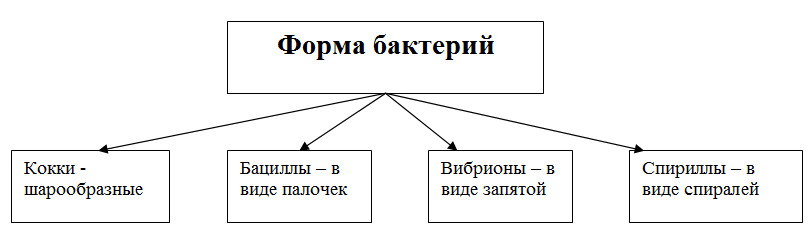 Форма бактерий
Кокки -
шарообразные
Бациллы – в
виде палочек
Вибрионы – в
виде запятой
Спириллы – в
виде спиралей